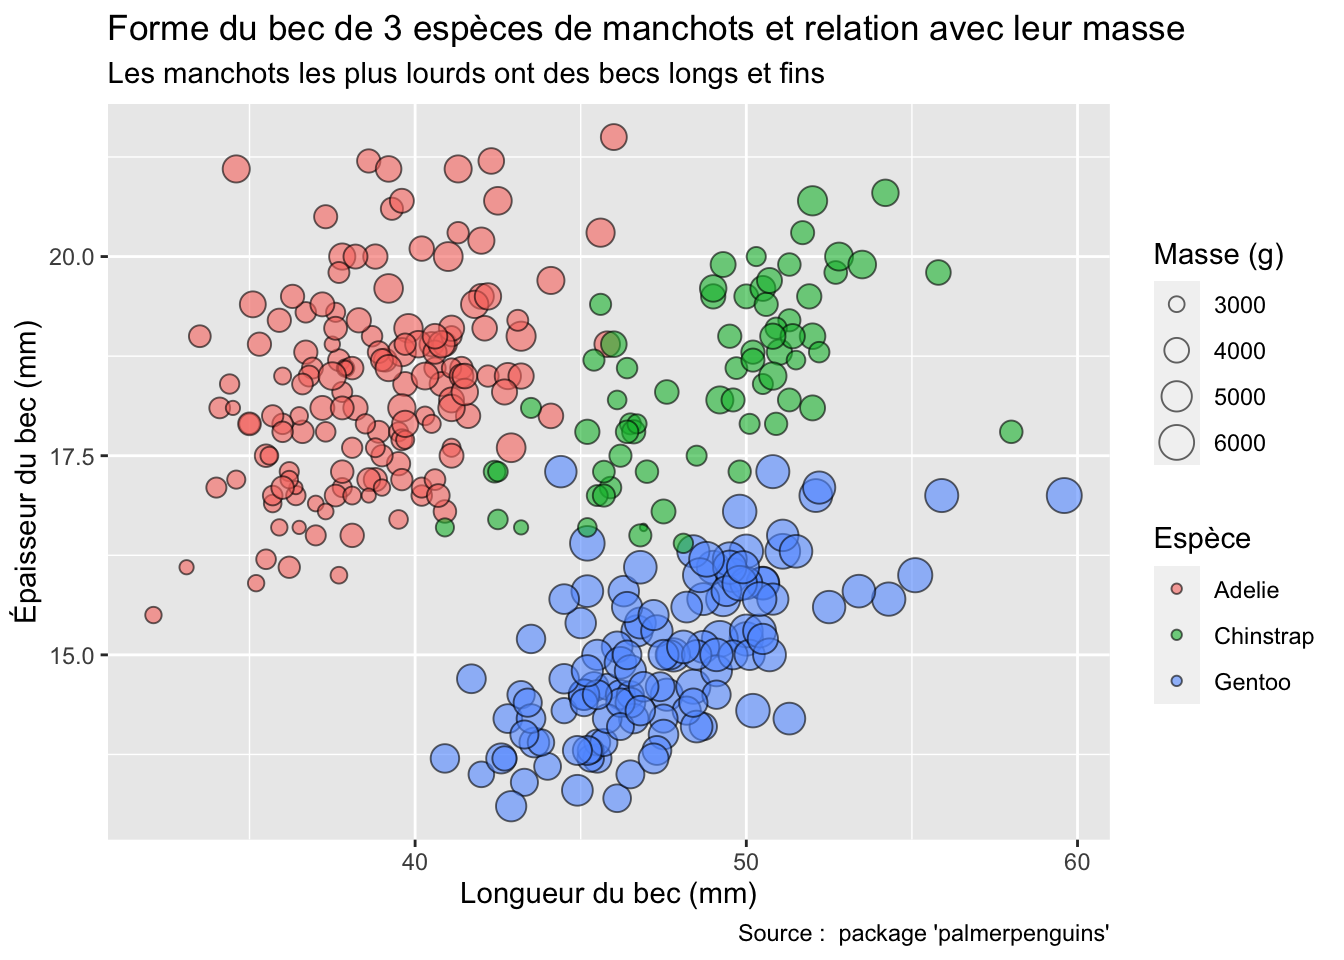 Forme du bec de 3 espèces de manchots et relation avec leur masse
Les manchots les plus lourds ont des becs longs et fins
Épaisseur du bec (mm)
20.0
17.5
15.0
40
50
60
Longueur du bec (mm)
Masse (g)
3000
4000
5000
6000
Espèce
Adelie
Chinstrap
Gentoo
Source :  package 'palmerpenguins'